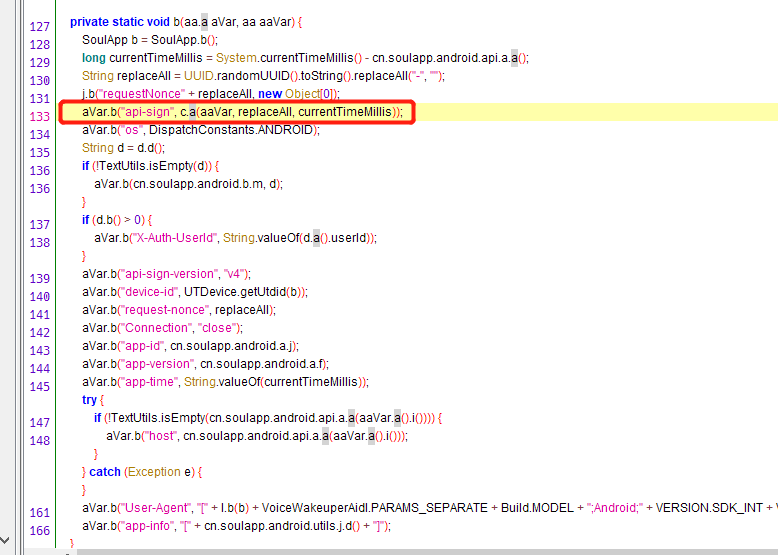 127 private static void b(aa.a aVar, aa aaVar) {
128 SoulApp b = SoulApp.b();
129 long currentTimeMillis = System.currentTimeMillis() - cn.soulapp.android.api.a.a();
130 String replaceAll = UUID.randomUUID().toString().replaceAll("-", "");
131 j.b("requestNonce" + replaceAll, new Object[0]);
133 aVar.b("api-sign", c.a(aaVar, replaceAll, currentTimeMillis));
134 aVar.b("os", DispatchConstants.ANDROID);
135 String d = d.d();
136 if (!TextUtils.isEmpty(d)) {
136 aVar.b(cn.soulapp.android.b.m, d);
}
137 if (d.b() > 0) {
138 aVar.b("X-Auth-UserId", String.valueOf(d.a().userId));
}
139 aVar.b("api-sign-version", "v4");
140 aVar.b("device-id", UTDevice.getUtdid(b));
141 aVar.b("request-nonce", replaceAll);
142 aVar.b("Connection", "close");
143 aVar.b("app-id", cn.soulapp.android.a.j);
144 aVar.b("app-version", cn.soulapp.android.a.f);
145 aVar.b("app-time", String.valueOf(currentTimeMillis));
try {
147 if (!TextUtils.isEmpty(cn.soulapp.android.api.a.a(aaVar.a().i()))) {
148 aVar.b("host", cn.soulapp.android.api.a.a(aaVar.a().i()));
}
} catch (Exception e) {
}
161 aVar.b("User-Agent", "[" + l.b(b) + VoiceWakeuperAidl.PARAMS_SEPARATE + Build.MODEL + ";Android;" + VERSION.SDK_INT +
166 aVar.b("app-info", "[" + cn.soulapp.android.utils.j.d() + "]");
}